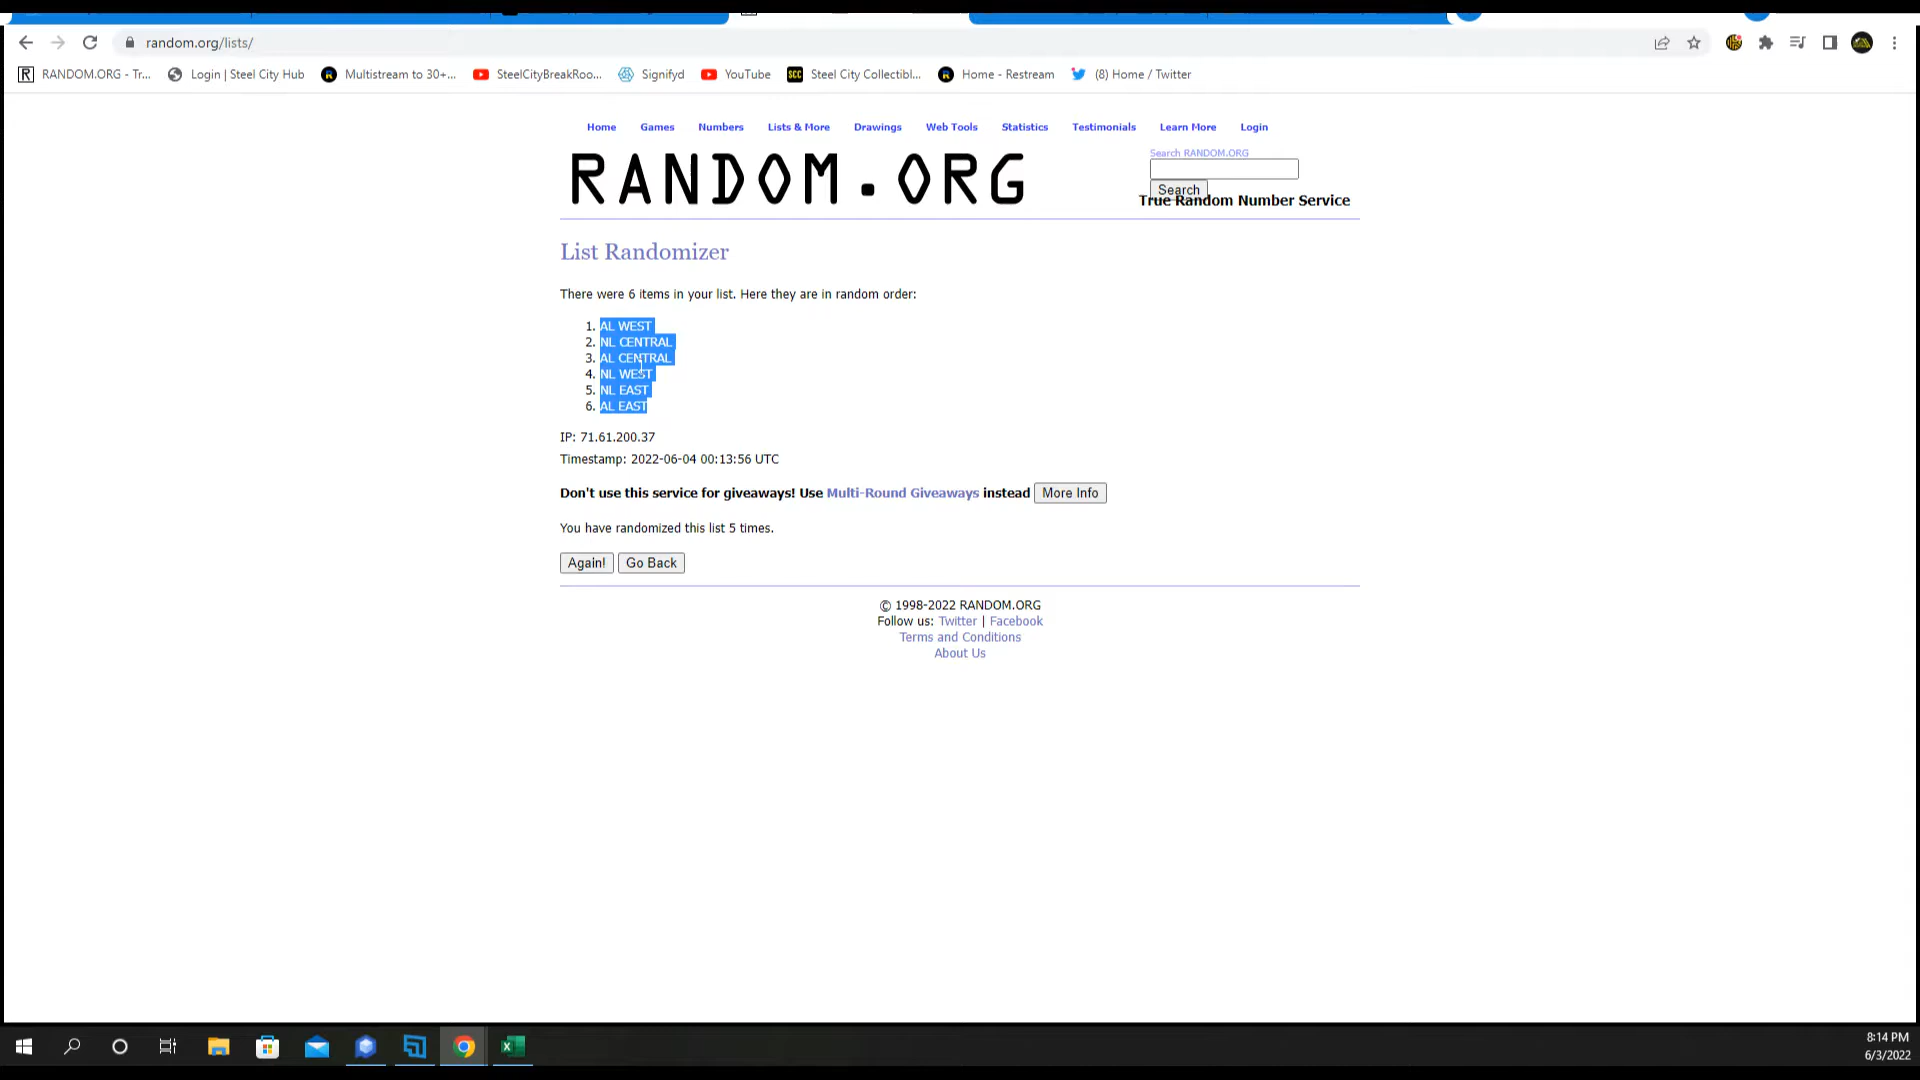 random.org/lists/
RANDOM.ORG - Tr... Login | Steel City Hub Multistream to 30+... SteelCityBreakRoo... Signifyd YouTube SCC Steel City Collectibl... Home - Restream (8) Home / Twitter
Home Games Numbers Lists & More Drawings Web Tools Statistics Testimonials Learn More Login
RANDOM.ORG
Search RANDOM.ORG
Search
True Random Number Service
List Randomizer
There were 6 items in your list. Here they are in random order:
1. AL WEST
2. NL CENTRAL
3. AL CENTRAL
4. NL WEST
5. NL EAST
6. AL EAST
IP: 71.61.200.37
Timestamp: 2022-06-04 00:13:56 UTC
Don't use this service for giveaways! Use Multi-Round Giveaways instead More Info
You have randomized this list 5 times.
Again! Go Back
© 1998-2022 RANDOM.ORG
Follow us: Twitter | Facebook
Terms and Conditions
About Us
8:14 PM
6/3/2022